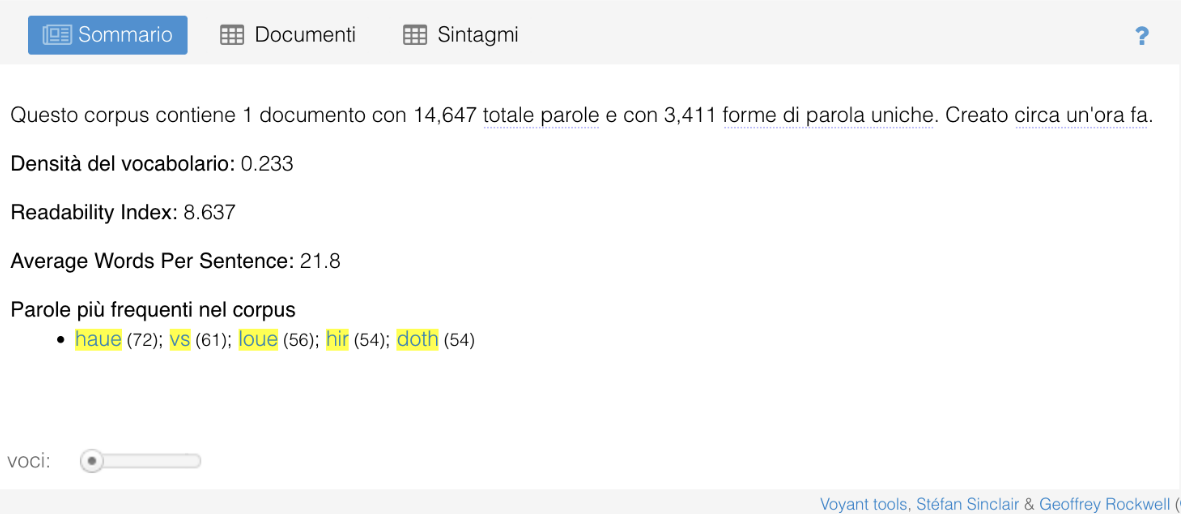 Sommario Documenti Sintagmi ?
Questo corpus contiene 1 documento con 14,647 totale parole e con 3,411 forme di parola uniche. Creato circa un'ora fa.
Densità del vocabolario: 0.233
Readability Index: 8.637
Average Words Per Sentence: 21.8
Parole più frequenti nel corpus
• haue (72); vs (61); loue (56); hir (54); doth (54)
voci:
Voyant tools, Stéfan Sinclair & Geoffrey Rockwell (